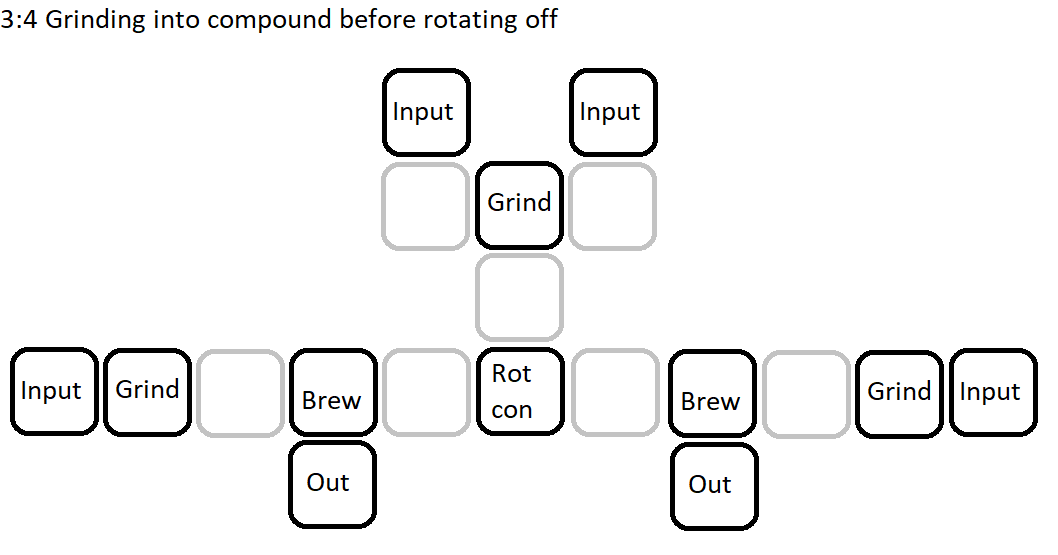 3:4 Grinding into compound before rotating off
Input
Input
Grind
Input
Grind
Brew
Rot
con
Brew
Grind
Input
Out
Out